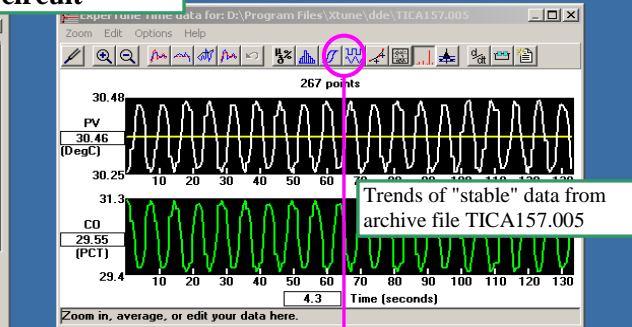 circuit
ExperTune Time data for: D:\Program Files\Xtune\dde\TICA157.005
Zoom Edit Options Help
267 points
30.48
PV
30.46
(DegC)
30.25
10 20 30 40 50 60 70 80 90 100 110 120 130
Trends of "stable" data from
archive file TICA157.005
31.3
CO
29.55
(PCT)
29.4
10 20 30 40 50 60 70 80 90 100 110 120 130
4.3 Time (seconds)
Zoom in, average, or edit your data here.